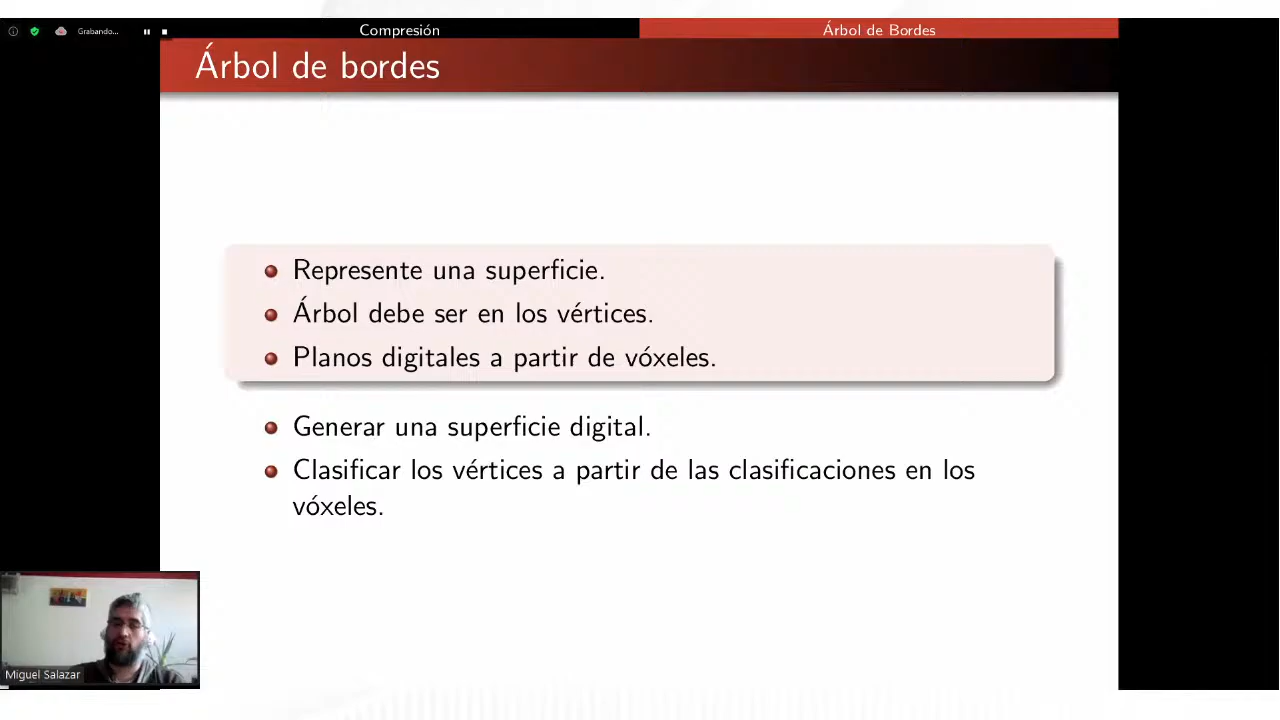 Grabando...
Compresión
Árbol de Bordes
Árbol de bordes
Represente una superficie.
Árbol debe ser en los vértices.
Planos digitales a partir de vóxeles.
Generar una superficie digital.
Clasificar los vértices a partir de las clasificaciones en los
vóxeles.
Miguel Salazar